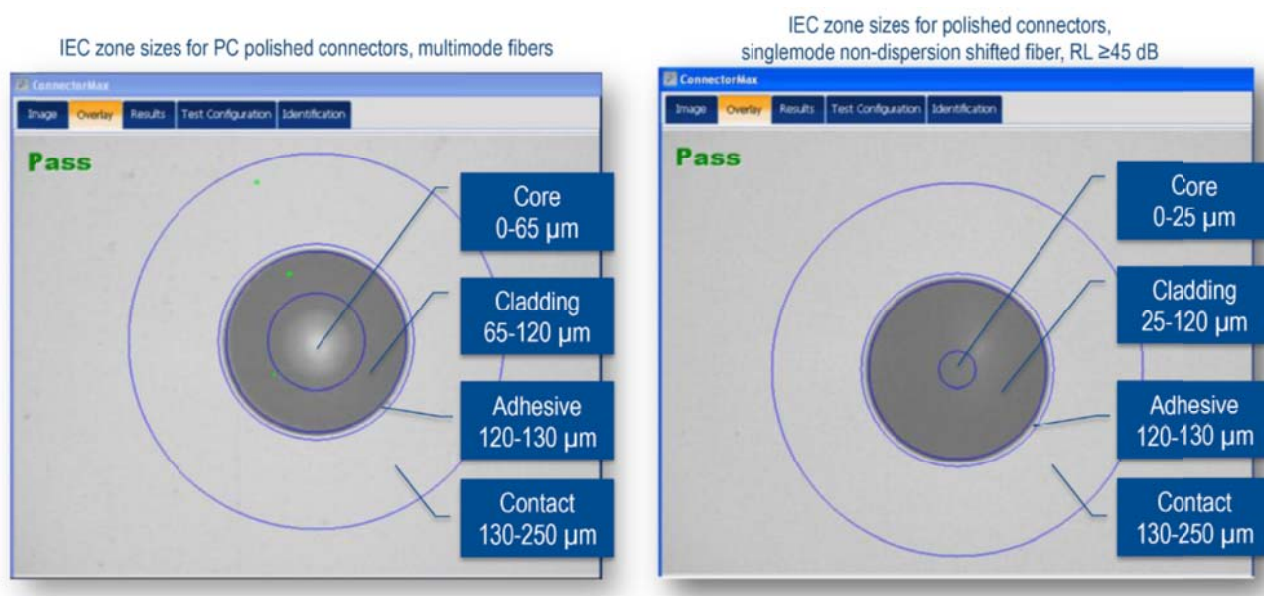 IEC zone sizes for PC polished connectors, multimode fibers
ConnectorMax
Image Overlay Results Test Configuration Identification
Pass
Core
0-65 µm
Cladding
65-120 µm
Adhesive
120-130 µm
Contact
130-250 µm
IEC zone sizes for polished connectors,
singlemode non-dispersion shifted fiber, RL ≥45 dB
ConnectorMax
Image Overlay Results Test Configuration Identification
Pass
Core
0-25 µm
Cladding
25-120 µm
Adhesive
120-130 µm
Contact
130-250 µm